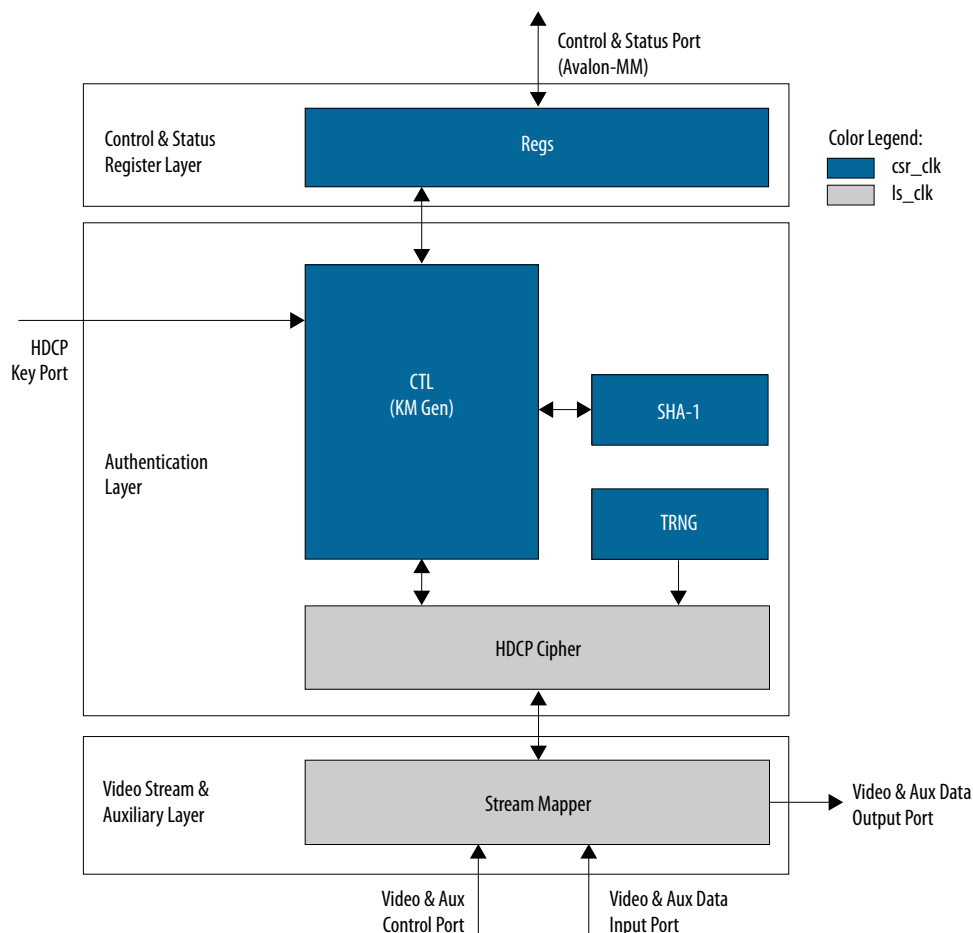 Control & Status Port
(Avalon-MM)
Control & Status
Register Layer
Regs
Color Legend:
csr_clk
ls_clk
HDCP
Key Port
CTL
(KM Gen)
SHA-1
Authentication
Layer
TRNG
HDCP Cipher
Video Stream &
Auxiliary Layer
Stream Mapper
Video & Aux Data
Output Port
Video & Aux
Control Port
Video & Aux Data
Input Port